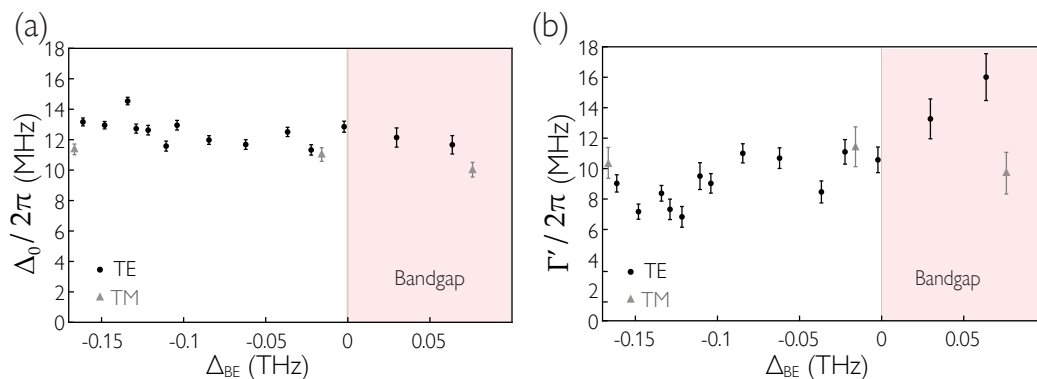 (a)
18
16
14
12
10
8
6
4
2
0
Δ₀ / 2π (MHz)
TE
TM
Bandgap
-0.15
-0.1
-0.05
0
0.05
Δ_BE (THz)
(b)
18
16
14
12
10
8
6
4
2
0
Γ′ / 2π (MHz)
TE
TM
Bandgap
-0.15
-0.1
-0.05
0
0.05
Δ_BE (THz)